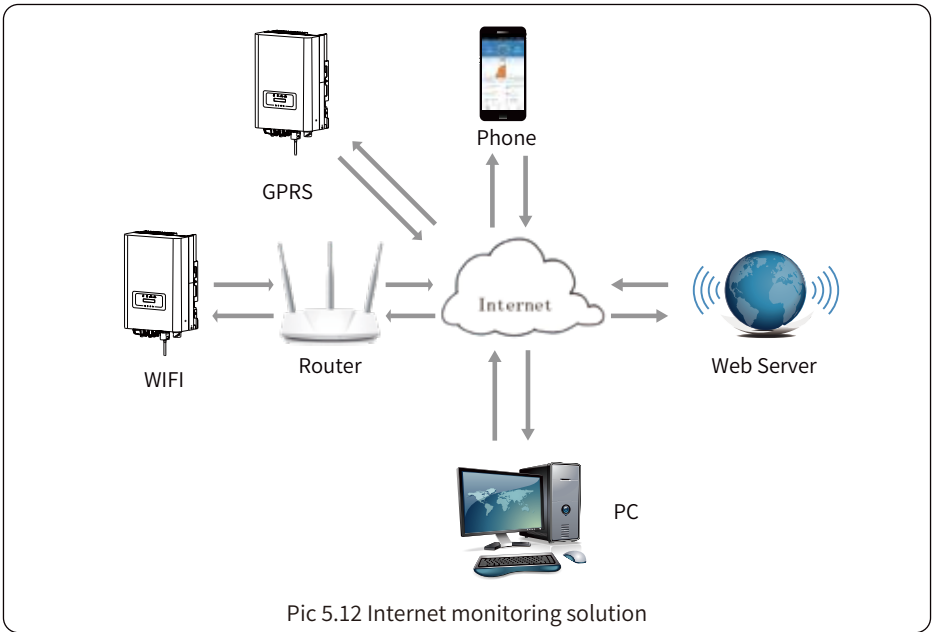 Phone
GPRS
Internet
WIFI
Router
Web Server
PC
Pic 5.12 Internet monitoring solution